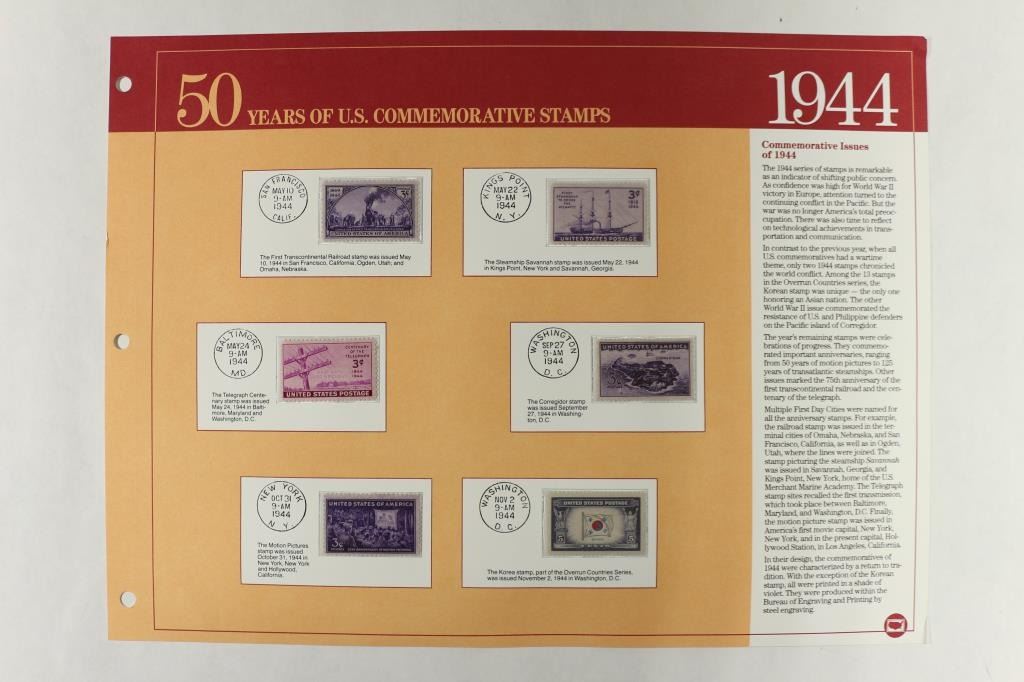 50 YEARS OF U.S. COMMEMORATIVE STAMPS
1944
SAN FRANCISCO
MAY 10
9-AM
1944
CALIF.
3¢
UNITED STATES OF AMERICA
The First Transcontinental Railroad stamp was issued May
10, 1944 in San Francisco, California, Ogden, Utah; and
Omaha, Nebraska.
KINGS POINT
MAY 22
9-AM
1944
N.Y.
FIRST
STEAMSHIP
TO CROSS
THE
ATLANTIC
3¢
1819
1944
UNITED STATES POSTAGE
The Steamship Savannah stamp was issued May 22, 1944
in Kings Point, New York and Savannah, Georgia.
BALTIMORE
MAY 24
9-AM
1944
MD.
CENTENARY
OF THE
TELEGRAPH
3¢
1844
1944
UNITED STATES POSTAGE
The Telegraph Cente-
nary stamp was issued
May 24, 1944 in Balti-
more, Maryland and
Washington, D.C.
WASHINGTON
SEP 27
9-AM
1944
D.C.
UNITED STATES OF AMERICA
3¢
The Corregidor stamp
was issued September
27, 1944 in Washing-
ton, D.C.
NEW YORK
OCT 31
9-AM
1944
N.Y.
UNITED STATES OF AMERICA
3¢
The Motion Pictures
stamp was issued
October 31, 1944 in
New York, New York
and Hollywood,
California.
WASHINGTON
NOV 2
9-AM
1944
D.C.
UNITED STATES POSTAGE
5 5
The Korea stamp, part of the Overrun Countries Series,
was issued November 2, 1944 in Washington, D.C.
Commemorative Issues
of 1944
The 1944 series of stamps is remarkable
as an indicator of shifting public concern.
As confidence was high for World War II
victory in Europe, attention turned to the
continuing conflict in the Pacific. But the
war was no longer America's total preoc-
cupation. There was also time to reflect
on technological achievements in trans-
portation and communication.
In contrast to the previous year, when all
U.S. commemoratives had a wartime
theme, only two 1944 stamps chronicled
the world conflict. Among the 13 stamps
in the Overrun Countries series, the
Korean stamp was unique — the only one
honoring an Asian nation. The other
World War II issue commemorated the
resistance of U.S. and Philippine defenders
on the Pacific island of Corregidor.
The year's remaining stamps were cele-
brations of progress. They commemo-
rated important anniversaries, ranging
from 50 years of motion pictures to 125
years of transatlantic steamships. Other
issues marked the 75th anniversary of the
first transcontinental railroad and the cen-
tenary of the telegraph.
Multiple First Day Cities were named for
all the anniversary stamps. For example,
the railroad stamp was issued in the ter-
minal cities of Omaha, Nebraska, and San
Francisco, California, as well as in Ogden,
Utah, where the lines were joined. The
stamp picturing the steamship Savannah
was issued in Savannah, Georgia, and
Kings Point, New York, home of the U.S.
Merchant Marine Academy. The Telegraph
stamp sites recalled the first transmission,
which took place between Baltimore,
Maryland, and Washington, D.C. Finally,
the motion picture stamp was issued in
America's first movie capital, New York,
New York, and in the present capital, Hol-
lywood Station, in Los Angeles, California.
In their design, the commemoratives of
1944 were characterized by a return to tra-
dition. With the exception of the Korean
stamp, all were printed in a shade of
violet. They were produced within the
Bureau of Engraving and Printing by
steel engraving.